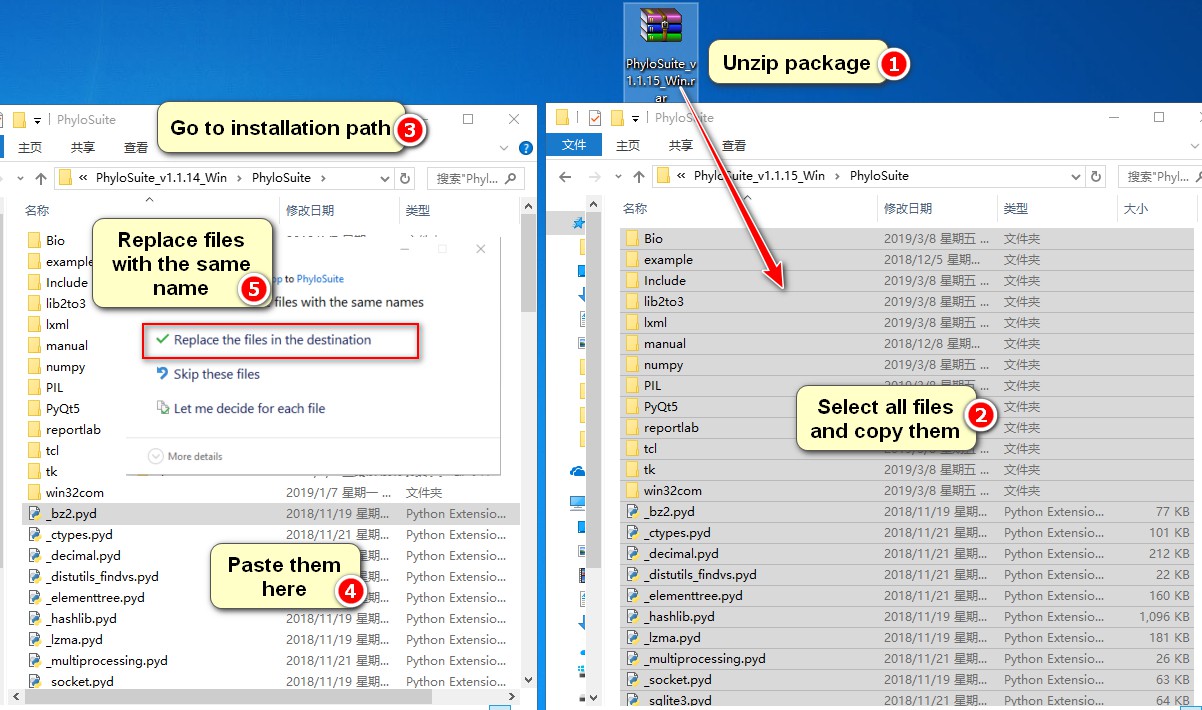 PhyloSuite_v
1.1.15_Win.r
ar
Unzip package 1
PhyloSuite
Go to installation path 3
主页 共享 查看
« PhyloSuite_v1.1.14_Win › PhyloSuite ›
搜索"Phyl...
名称 修改日期 类型
Bio
example
Include
lib2to3
lxml
manual
numpy
PIL
PyQt5
reportlab
tcl
tk
win32com 2019/1/7 星期一 ... 文件夹
_bz2.pyd 2018/11/19 星期... Python Extensio...
_ctypes.pyd 2018/11/21 星期... Python Extensio...
_decimal.pyd 2018/11/21 星期... Python Extensio...
_distutils_findvs.pyd 2018/11/21 星期... Python Extensio...
_elementtree.pyd 2018/11/21 星期... Python Extensio...
_hashlib.pyd 2018/11/19 星期... Python Extensio...
_lzma.pyd 2018/11/19 星期... Python Extensio...
_multiprocessing.pyd 2018/11/21 星期... Python Extensio...
_socket.pyd 2018/11/19 星期... Python Extensio...
Replace files
with the same
name 5
to PhyloSuite
files with the same names
Replace the files in the destination
Skip these files
Let me decide for each file
More details
Paste them
here 4
PhyloSuite
文件 主页 共享 查看
« PhyloSuite_v1.1.15_Win › PhyloSuite
搜索"Phyl...
名称 修改日期 类型 大小
Bio 2019/3/8 星期五 ... 文件夹
example 2018/12/5 星期... 文件夹
Include 2019/3/8 星期五 ... 文件夹
lib2to3 2019/3/8 星期五 ... 文件夹
lxml 2019/3/8 星期五 ... 文件夹
manual 2018/12/8 星期... 文件夹
numpy 2019/3/8 星期五 ... 文件夹
PIL 2019/3/8 星期五 ... 文件夹
PyQt5 文件夹
reportlab 文件夹
tcl 文件夹
tk 2019/3/8 星期五 ... 文件夹
win32com 2019/3/8 星期五 ... 文件夹
_bz2.pyd 2018/11/19 星期... Python Extensio... 77 KB
_ctypes.pyd 2018/11/21 星期... Python Extensio... 101 KB
_decimal.pyd 2018/11/21 星期... Python Extensio... 212 KB
_distutils_findvs.pyd 2018/11/21 星期... Python Extensio... 22 KB
_elementtree.pyd 2018/11/21 星期... Python Extensio... 160 KB
_hashlib.pyd 2018/11/19 星期... Python Extensio... 1,096 KB
_lzma.pyd 2018/11/19 星期... Python Extensio... 181 KB
_multiprocessing.pyd 2018/11/21 星期... Python Extensio... 26 KB
_socket.pyd 2018/11/19 星期... Python Extensio... 63 KB
_sqlite3.pyd 2018/11/21 星期... Python Extensio... 64 KB
Select all files
and copy them 2